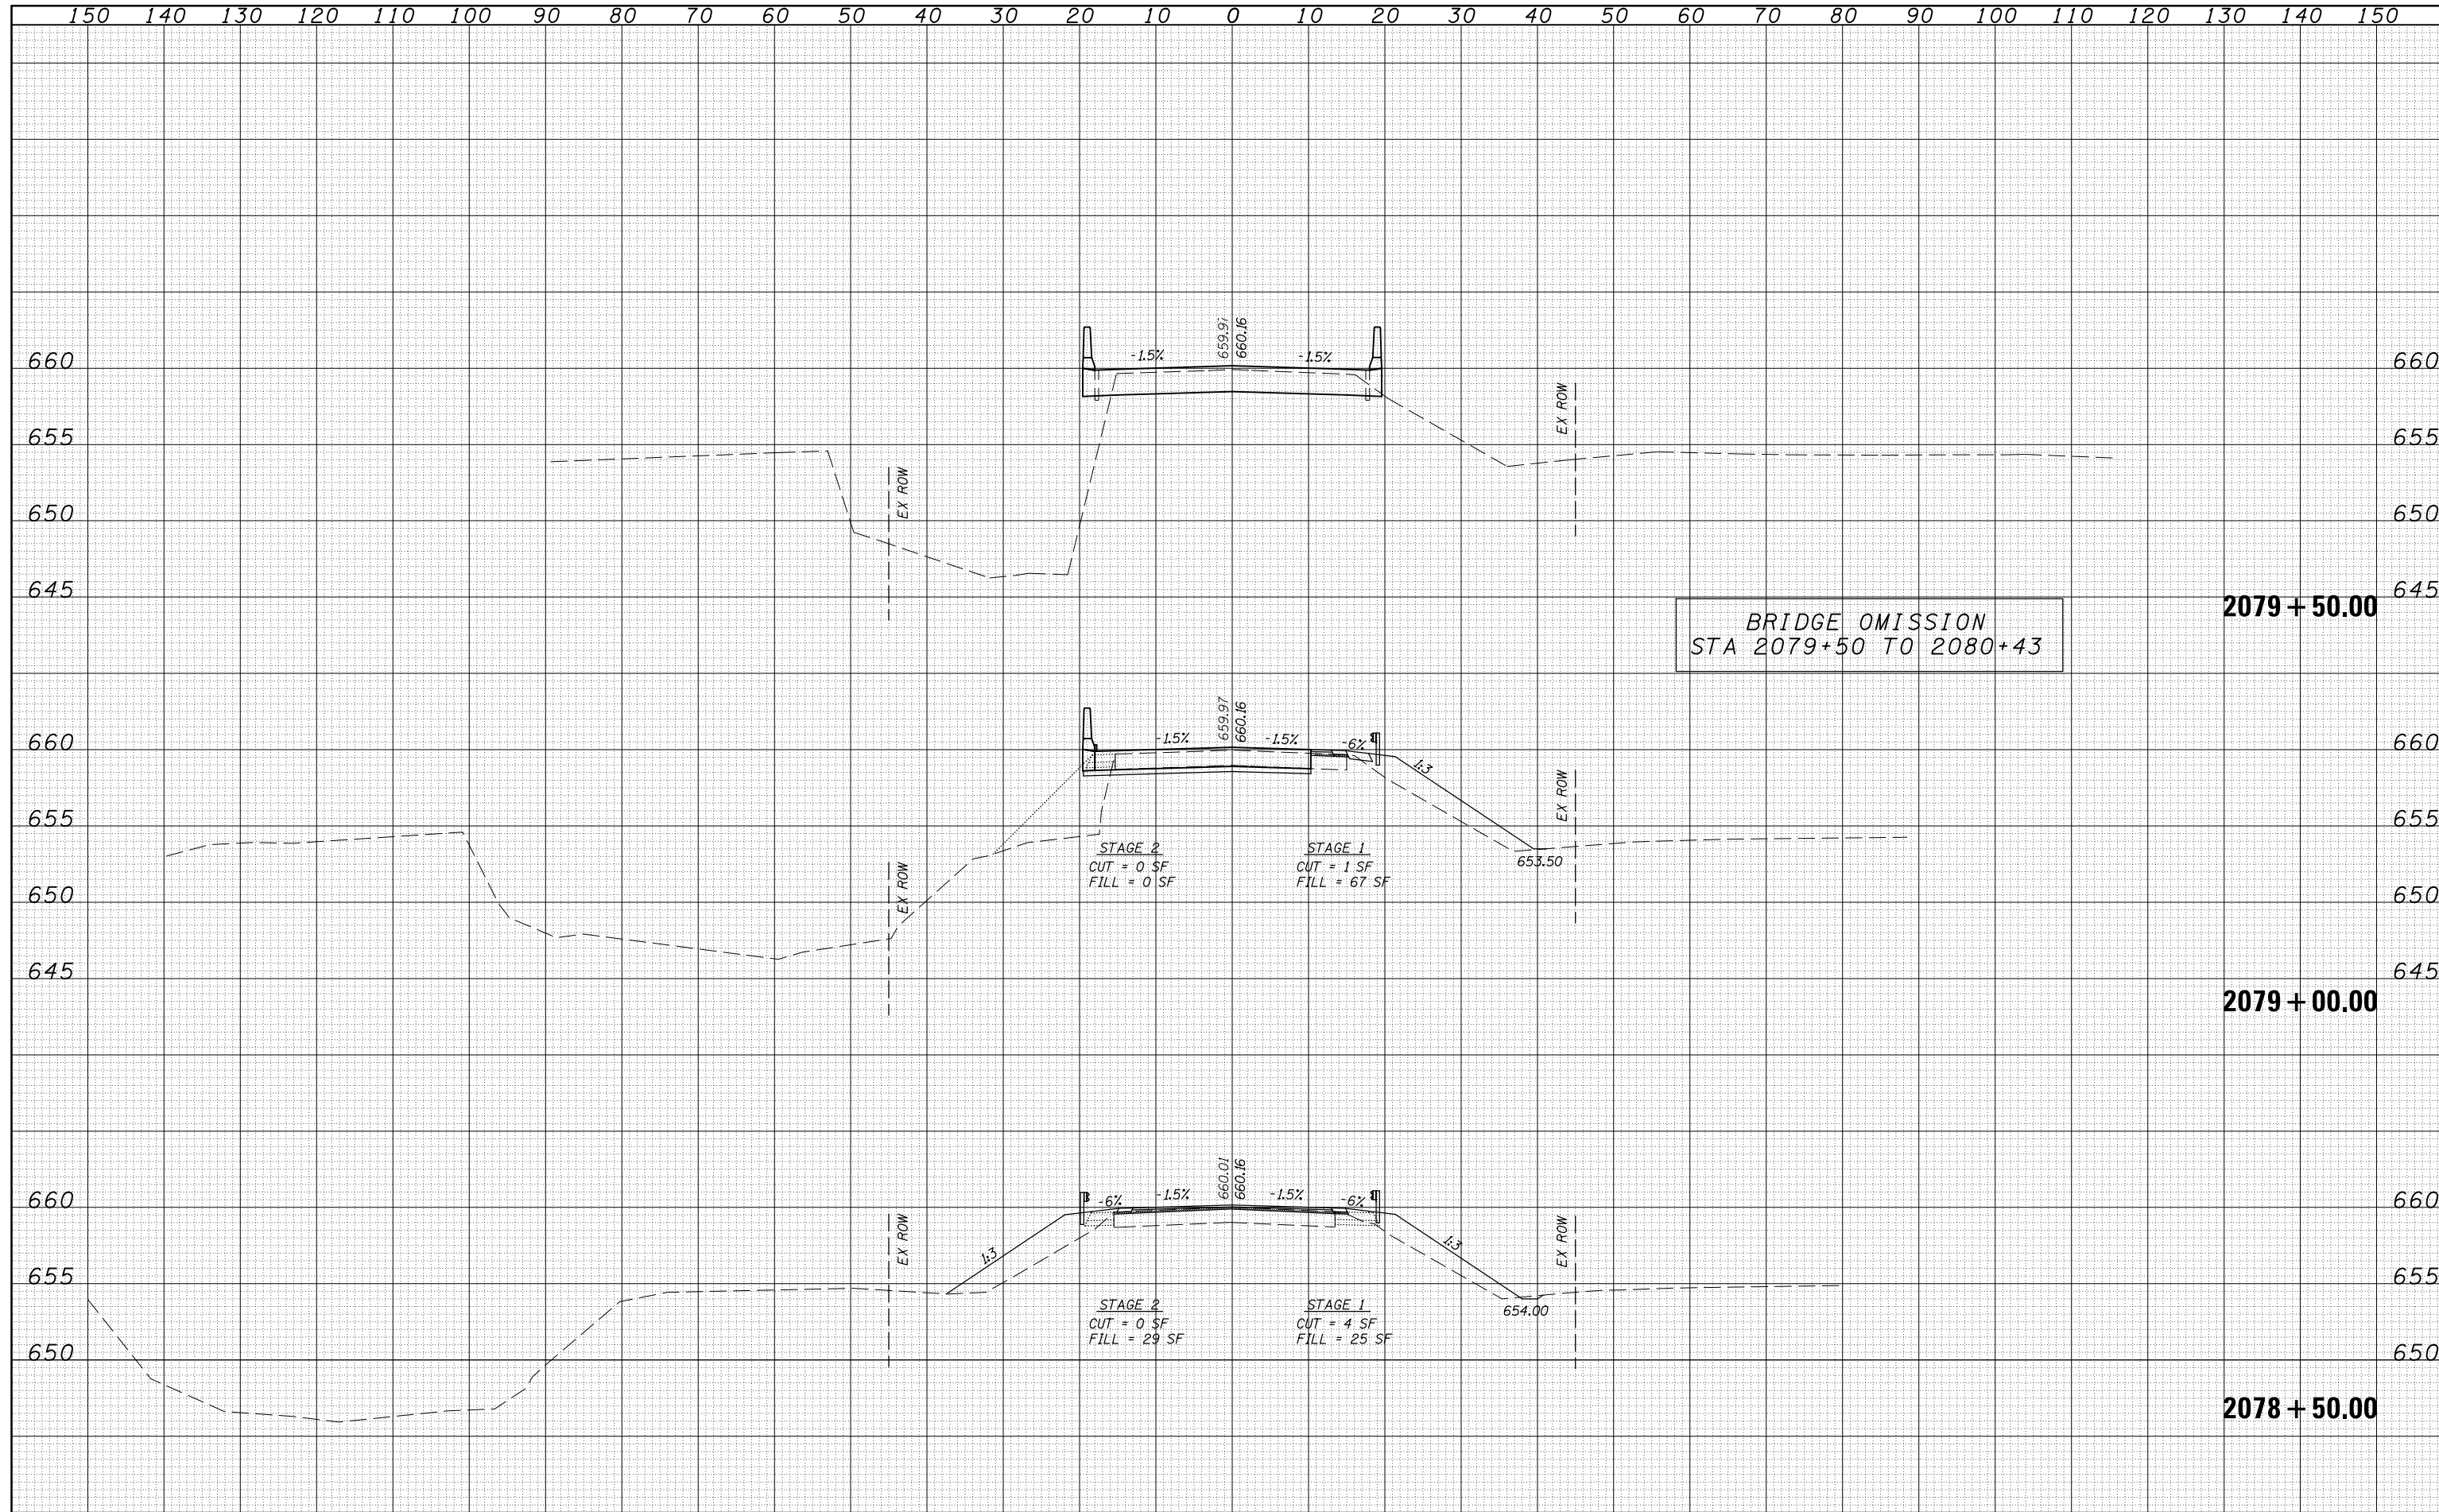 150 140 130 120 110 100 90 80 70 60 50 40 30 20 10 0 10 20 30 40 50 60 70 80 90 100 110 120 130 140 150
659.97
660.16
-1.5%
-1.5%
660
660
EX ROW
655
655
EX ROW
650
650
645
645
2079+50.00
BRIDGE OMISSION
STA 2079+50 TO 2080+43
659.97
660.16
-1.5%
-1.5%
-6%
660
660
1:3
EX ROW
655
655
STAGE 2
CUT = 0 SF
FILL = 0 SF
STAGE 1
CUT = 1 SF
FILL = 67 SF
653.50
EX ROW
650
650
645
645
2079+00.00
660.01
660.16
-6%
-1.5%
-1.5%
-6%
660
660
EX ROW
1:3
1:3
EX ROW
655
655
STAGE 2
CUT = 0 SF
FILL = 29 SF
STAGE 1
CUT = 4 SF
FILL = 25 SF
654.00
650
650
2078+50.00